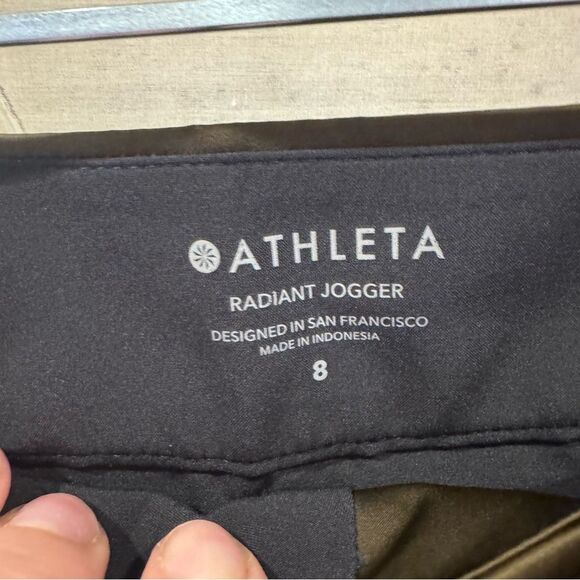 ATHLETA
RADIANT JOGGER
DESIGNED IN SAN FRANCISCO
MADE IN INDONESIA
8